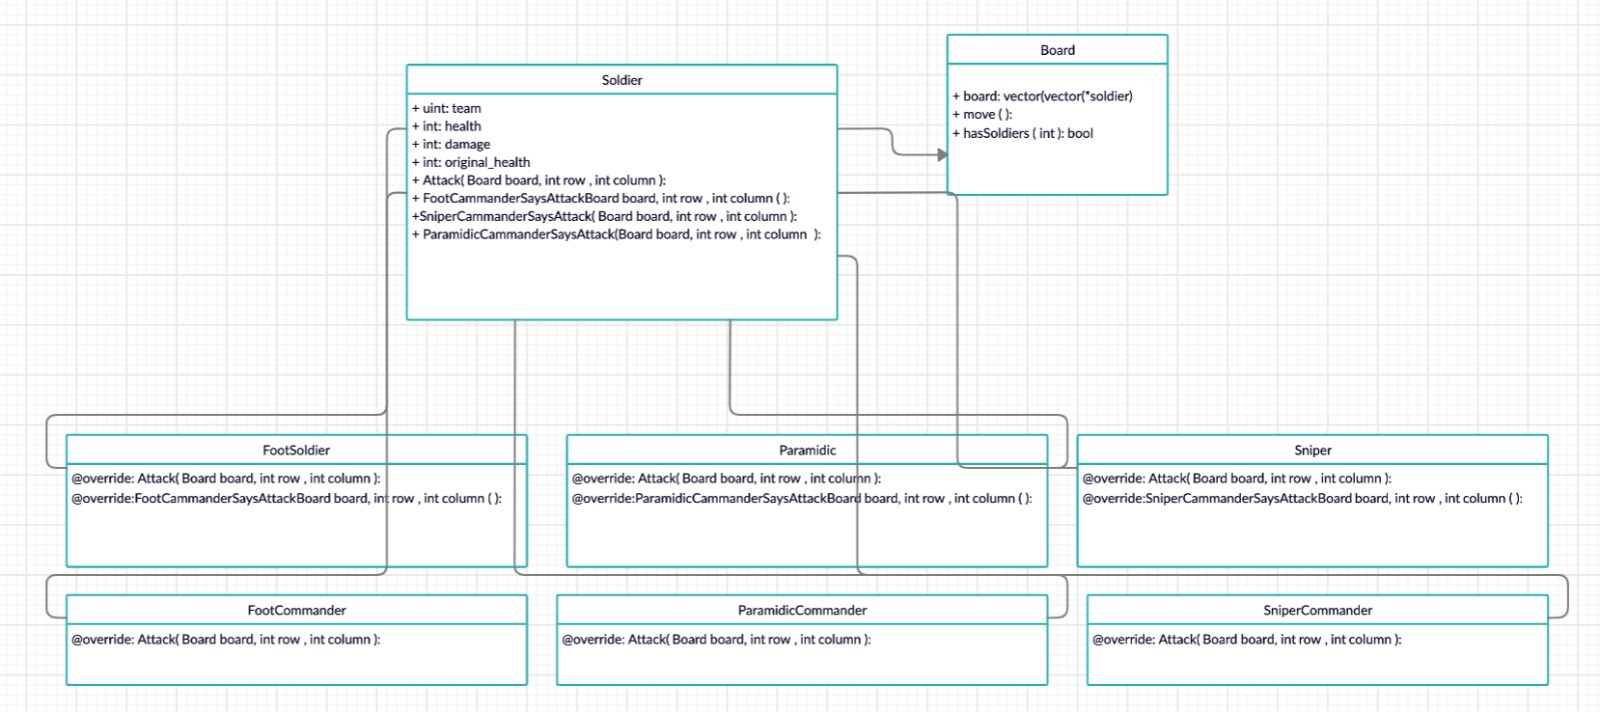 Soldier
+ uint: team
+ int: health
+ int: damage
+ int: original_health
+ Attack( Board board, int row , int column ):
+ FootCammanderSaysAttackBoard board, int row , int column ( ):
+SniperCammanderSaysAttack( Board board, int row , int column ):
+ ParamidicCammanderSaysAttack(Board board, int row , int column  ):
Board
+ board: vector(vector(*soldier)
+ move ( ):
+ hasSoldiers ( int ): bool
FootSoldier
@override: Attack( Board board, int row , int column ):
@override:FootCammanderSaysAttackBoard board, int row , int column ( ):
Paramidic
@override: Attack( Board board, int row , int column ):
@override:ParamidicCammanderSaysAttackBoard board, int row , int column ( ):
Sniper
@override: Attack( Board board, int row , int column ):
@override:SniperCammanderSaysAttackBoard board, int row , int column ( ):
FootCommander
@override: Attack( Board board, int row , int column ):
ParamidicCommander
@override: Attack( Board board, int row , int column ):
SniperCommander
@override: Attack( Board board, int row , int column ):